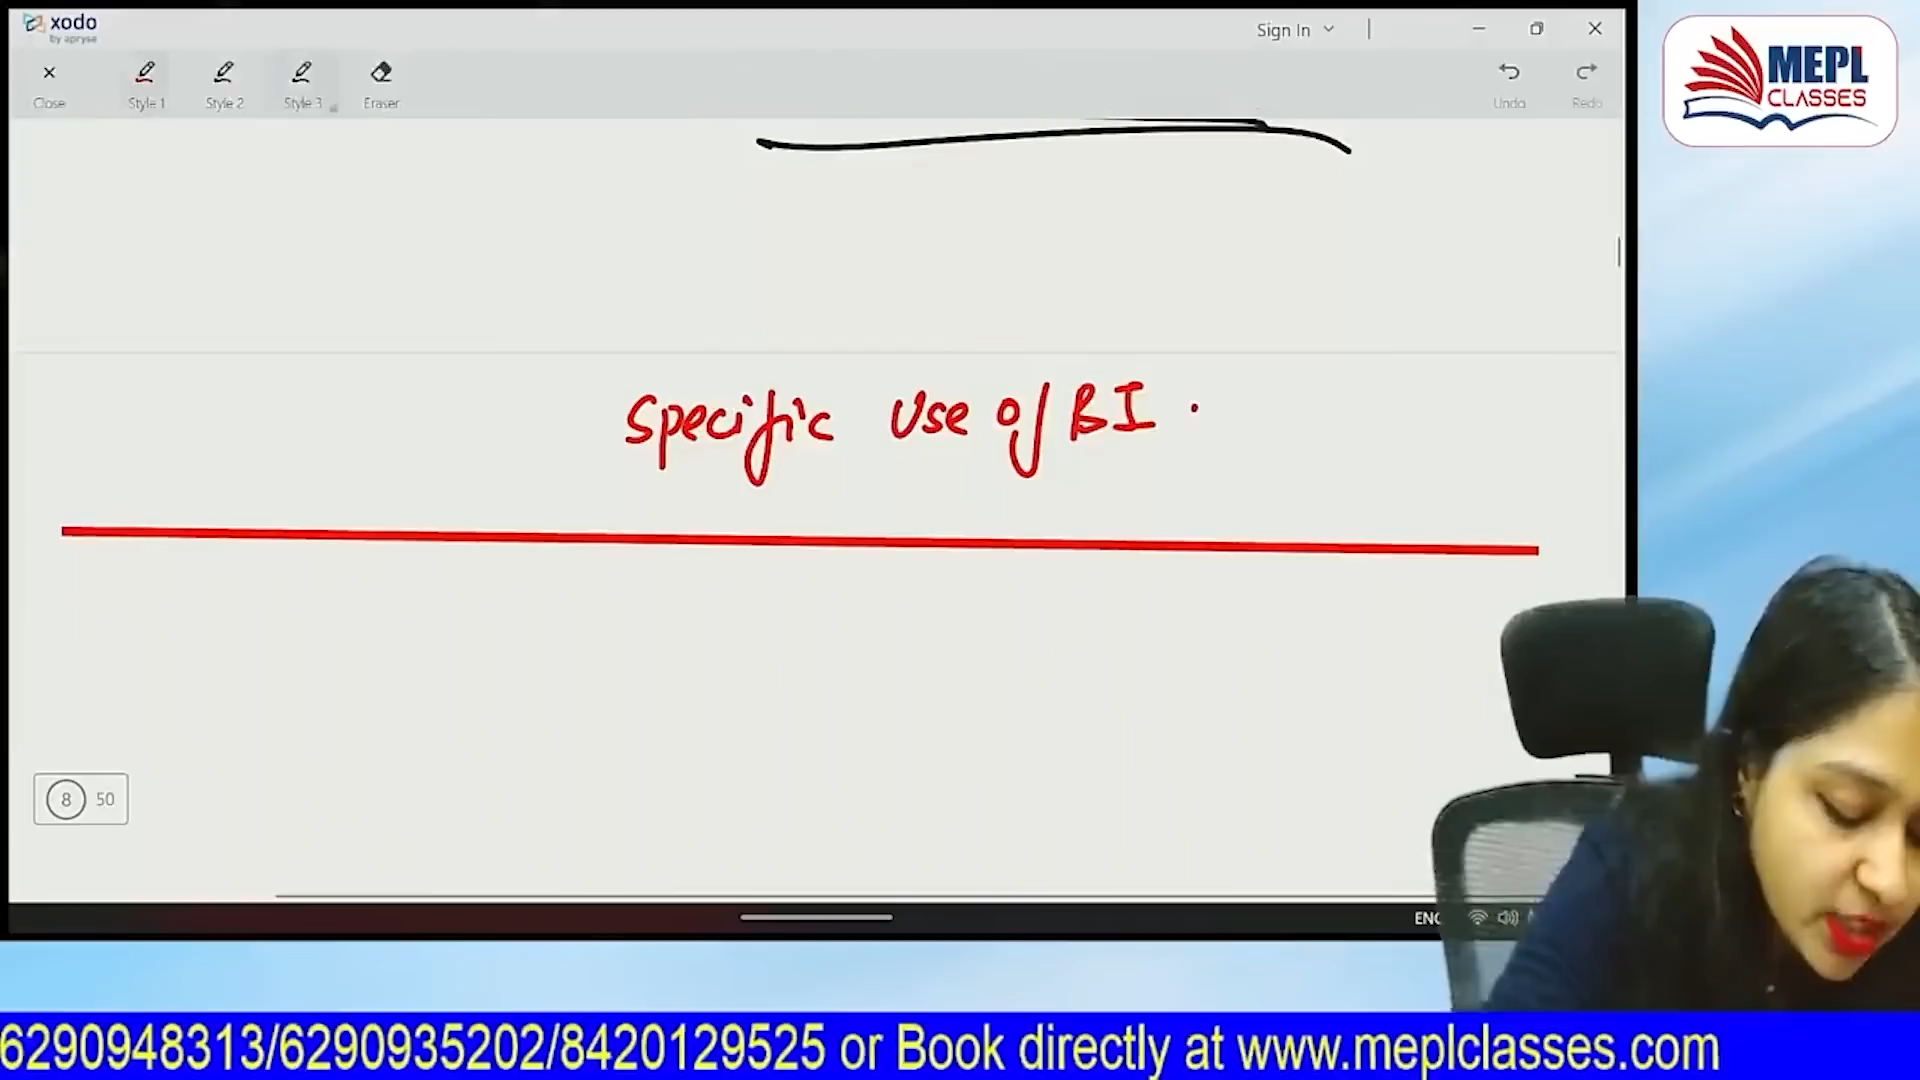 xodo
by apryse
Sign In
Close
Style 1
Style 2
Style 3
Eraser
Undo
Redo
MEPL
CLASSES
Specific Use of BI .
8 50
ENG
6290948313/6290935202/8420129525 or Book directly at www.meplclasses.com